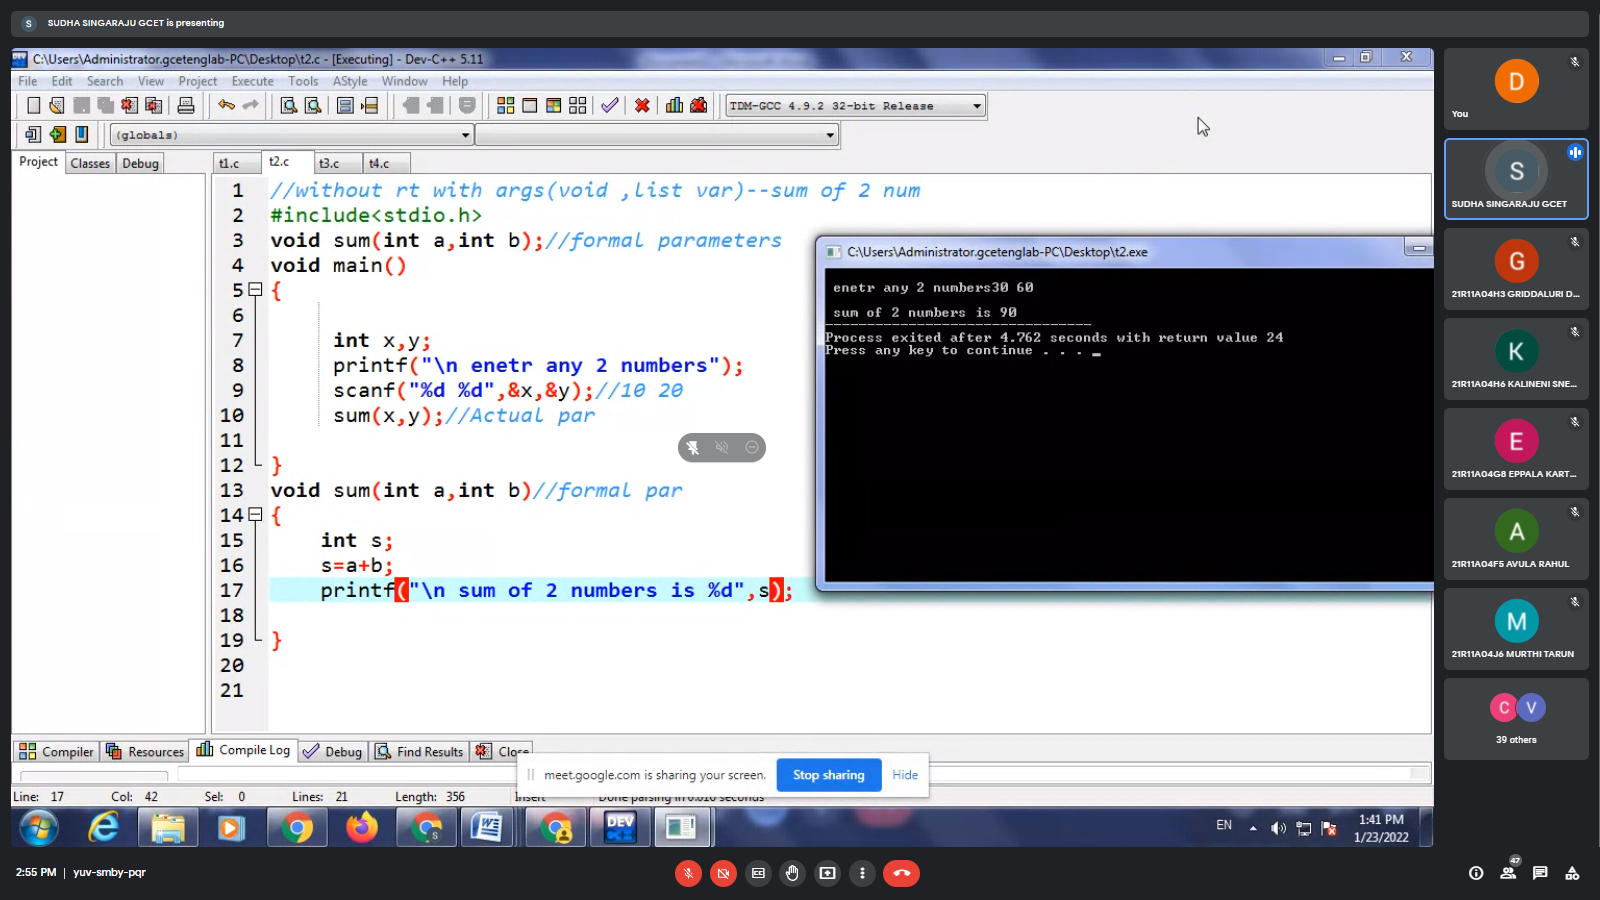 S SUDHA SINGARAJU GCET is presenting
C:\Users\Administrator.gcetenglab-PC\Desktop\t2.c - [Executing] - Dev-C++ 5.11
File Edit Search View Project Execute Tools AStyle Window Help
TDM-GCC 4.9.2 32-bit Release
(globals)
Project Classes Debug
t1.c t2.c t3.c t4.c
1 //without rt with args(void ,list var)--sum of 2 num
2 #include<stdio.h>
3 void sum(int a,int b);//formal parameters
4 void main()
5 {
6
7 int x,y;
8 printf("\n enetr any 2 numbers");
9 scanf("%d %d",&x,&y);//10 20
10 sum(x,y);//Actual par
11
12 }
13 void sum(int a,int b)//formal par
14 {
15 int s;
16 s=a+b;
17 printf("\n sum of 2 numbers is %d",s);
18
19 }
20
21
C:\Users\Administrator.gcetenglab-PC\Desktop\t2.exe
enetr any 2 numbers30 60
sum of 2 numbers is 90
--------------------------------
Process exited after 4.762 seconds with return value 24
Press any key to continue . . . _
Compiler Resources Compile Log Debug Find Results Close
meet.google.com is sharing your screen. Stop sharing Hide
Line: 17 Col: 42 Sel: 0 Lines: 21 Length: 356 Insert Done parsing in 0.016 seconds
S
W
DEV C++
EN
1:41 PM
1/23/2022
D
You
S
SUDHA SINGARAJU GCET
G
21R11A04H3 GRIDDALURI D...
K
21R11A04H6 KALINENI SNE...
E
21R11A04G8 EPPALA KART...
A
21R11A04F5 AVULA RAHUL
M
21R11A04J6 MURTHI TARUN
C V
39 others
2:55 PM | yuv-smby-pqr
47